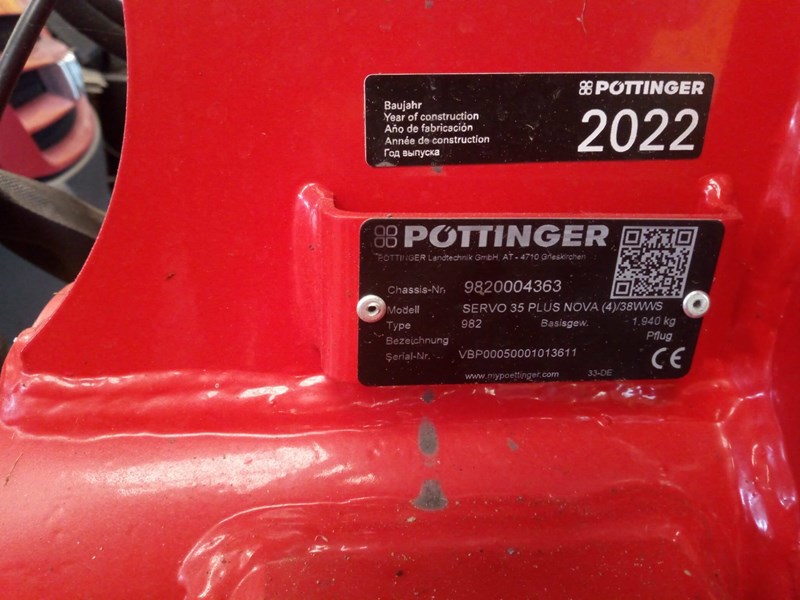 PÖTTINGER
Baujahr
Year of construction
Año de fabricación
Année de construction
Год выпуска
2022
PÖTTINGER
PÖTTINGER Landtechnik GmbH, AT - 4710 Grieskirchen
Chassis-Nr. 9820004363
Modell SERVO 35 PLUS NOVA (4)/38WWS
Type 982 Basisgew. 1.940 kg
Bezeichnung Pflug
Serial-Nr. VBP00050001013611
CE
www.mypoettinger.com 33-DE